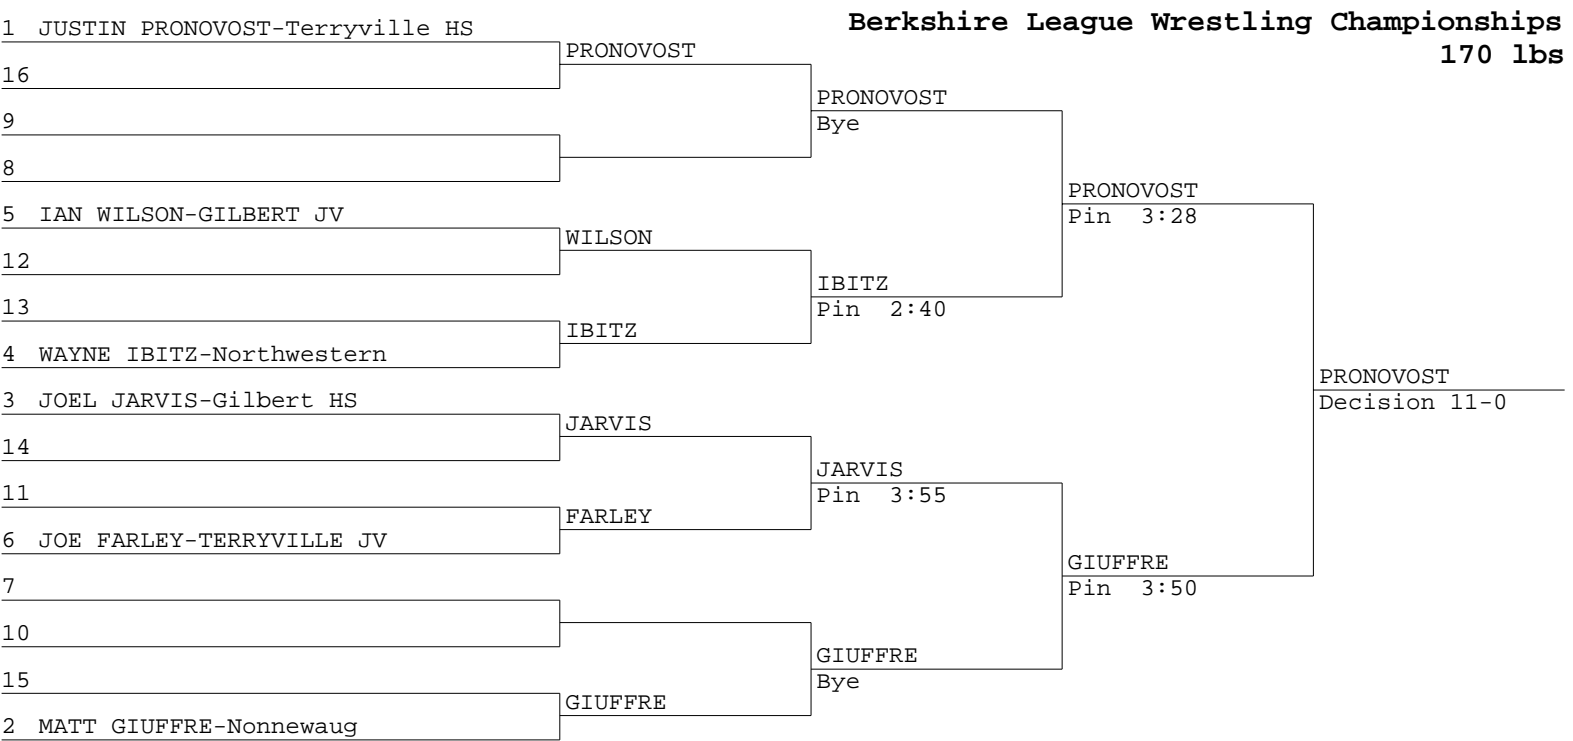 Berkshire League Wrestling Championships
170 lbs
1 JUSTIN PRONOVOST-Terryville HS
16
9
8
5 IAN WILSON-GILBERT JV
12
13
4 WAYNE IBITZ-Northwestern
3 JOEL JARVIS-Gilbert HS
14
11
6 JOE FARLEY-TERRYVILLE JV
7
10
15
2 MATT GIUFFRE-Nonnewaug
PRONOVOST
WILSON
IBITZ
JARVIS
FARLEY
GIUFFRE
PRONOVOST
Bye
IBITZ
Pin 2:40
JARVIS
Pin 3:55
GIUFFRE
Bye
PRONOVOST
Pin 3:28
GIUFFRE
Pin 3:50
PRONOVOST
Decision 11-0